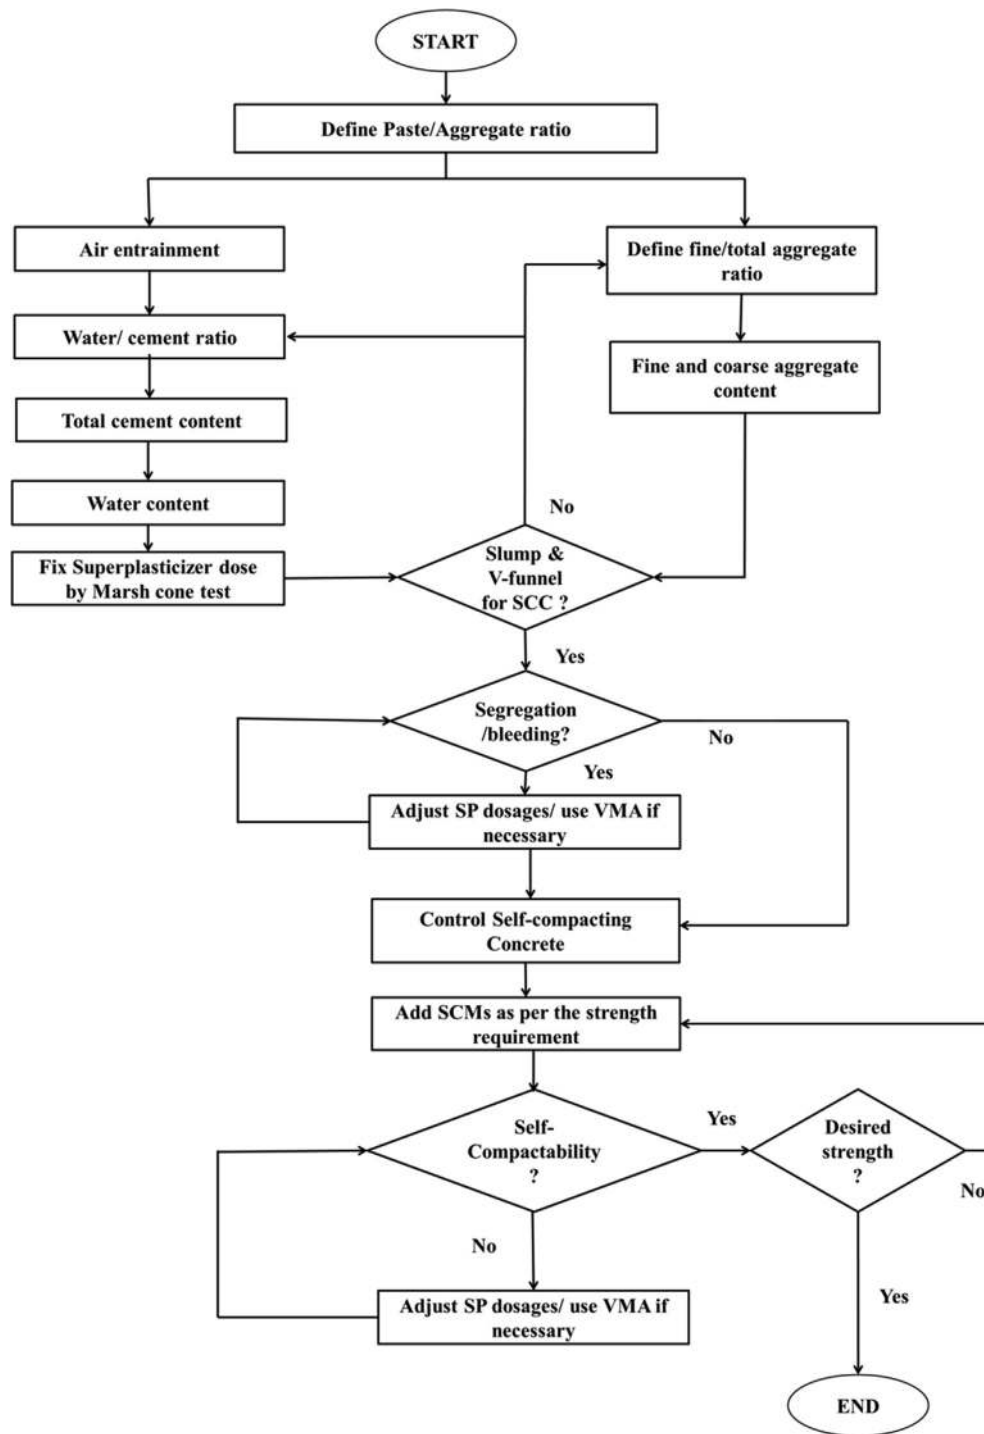 START
Define Paste/Aggregate ratio
Air entrainment
Define fine/total aggregate
ratio
Water/ cement ratio
Fine and coarse aggregate
content
Total cement content
Water content
No
Fix Superplasticizer dose
by Marsh cone test
Slump &
V-funnel
for SCC ?
Yes
Segregation
/bleeding?
No
Yes
Adjust SP dosages/ use VMA if
necessary
Control Self-compacting
Concrete
Add SCMs as per the strength
requirement
Self-
Compactability
?
Yes
Desired
strength
?
No
No
Adjust SP dosages/ use VMA if
necessary
Yes
END